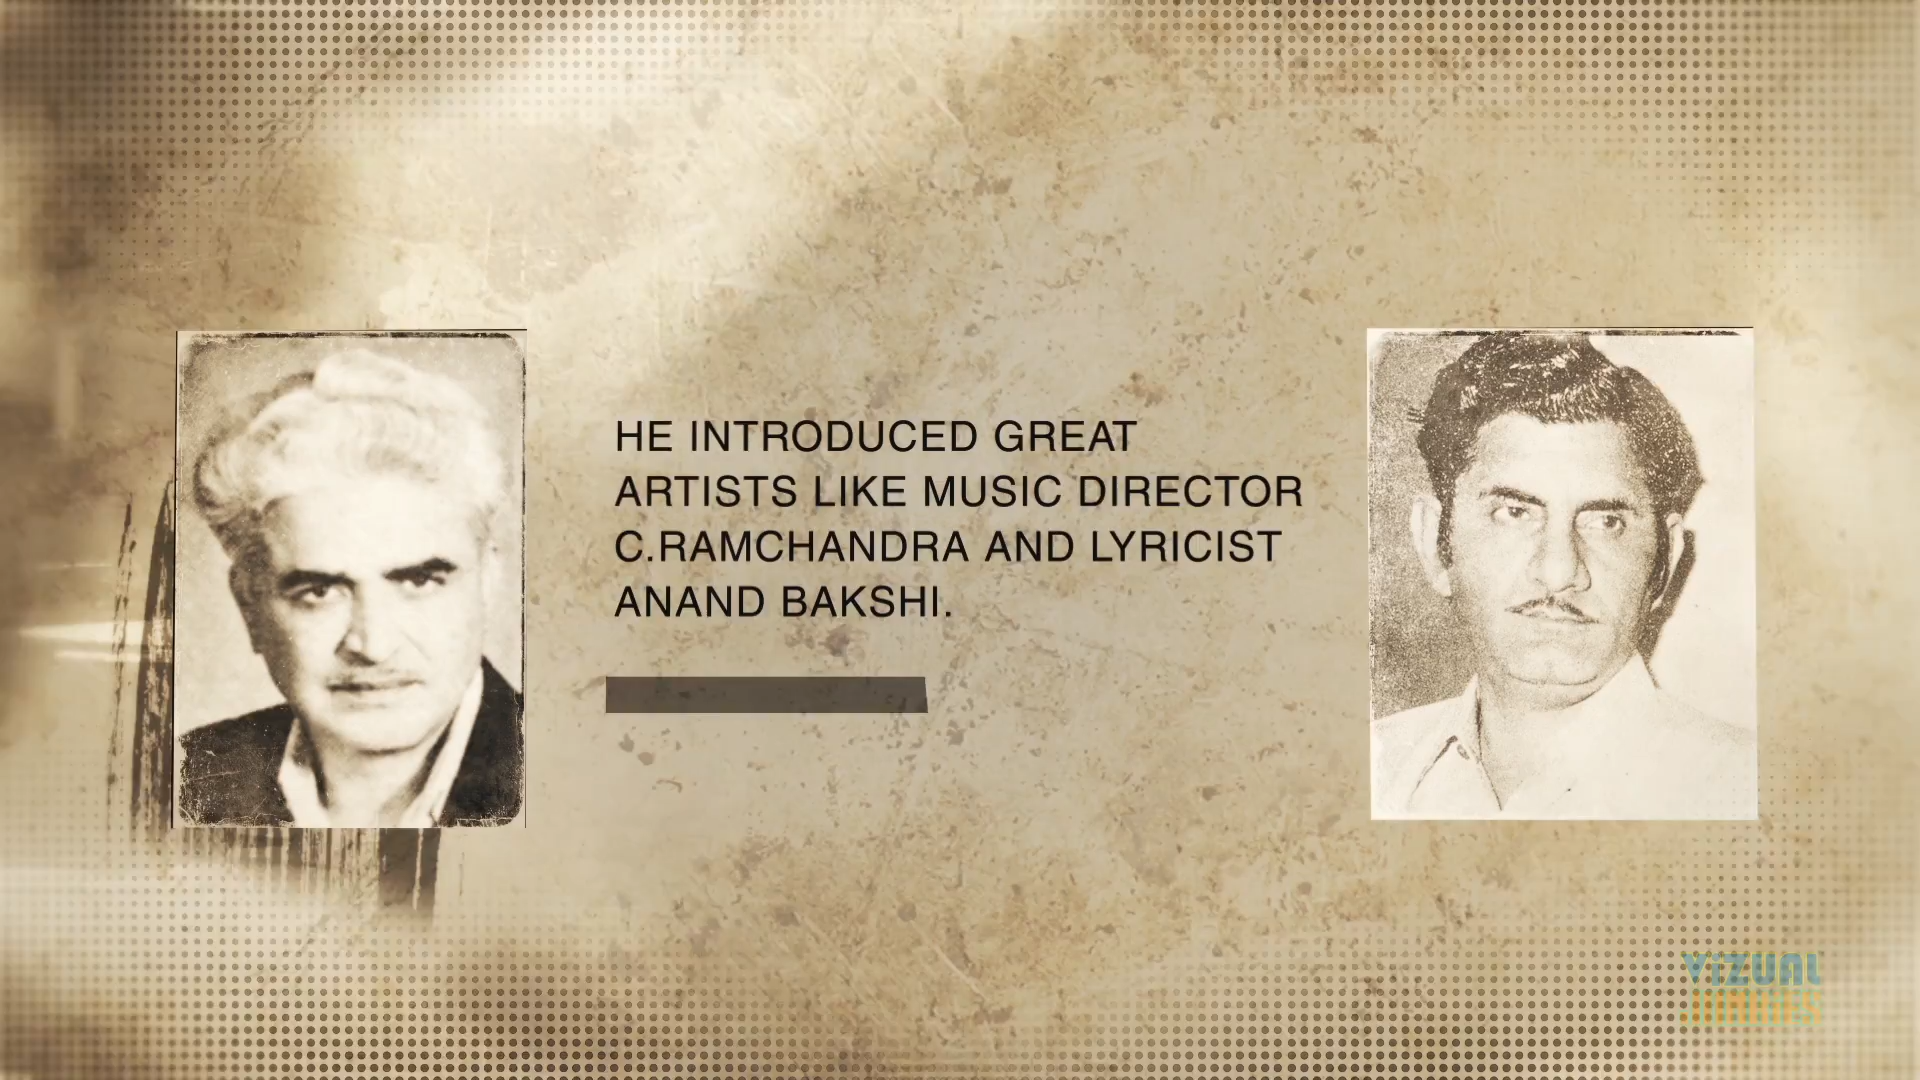 HE INTRODUCED GREAT
ARTISTS LIKE MUSIC DIRECTOR
C.RAMCHANDRA AND LYRICIST
ANAND BAKSHI.
ViZUAL
JUNKIES